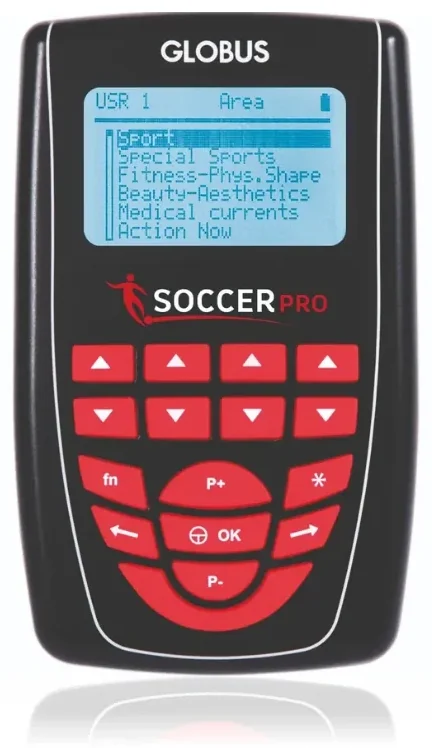 GLOBUS
USR 1 Area
Sport
Special Sports
Fitness-Phys.Shape
Beauty-Aesthetics
Medical currents
Action Now
SOCCER PRO
fn P+ *
← OK →
P-